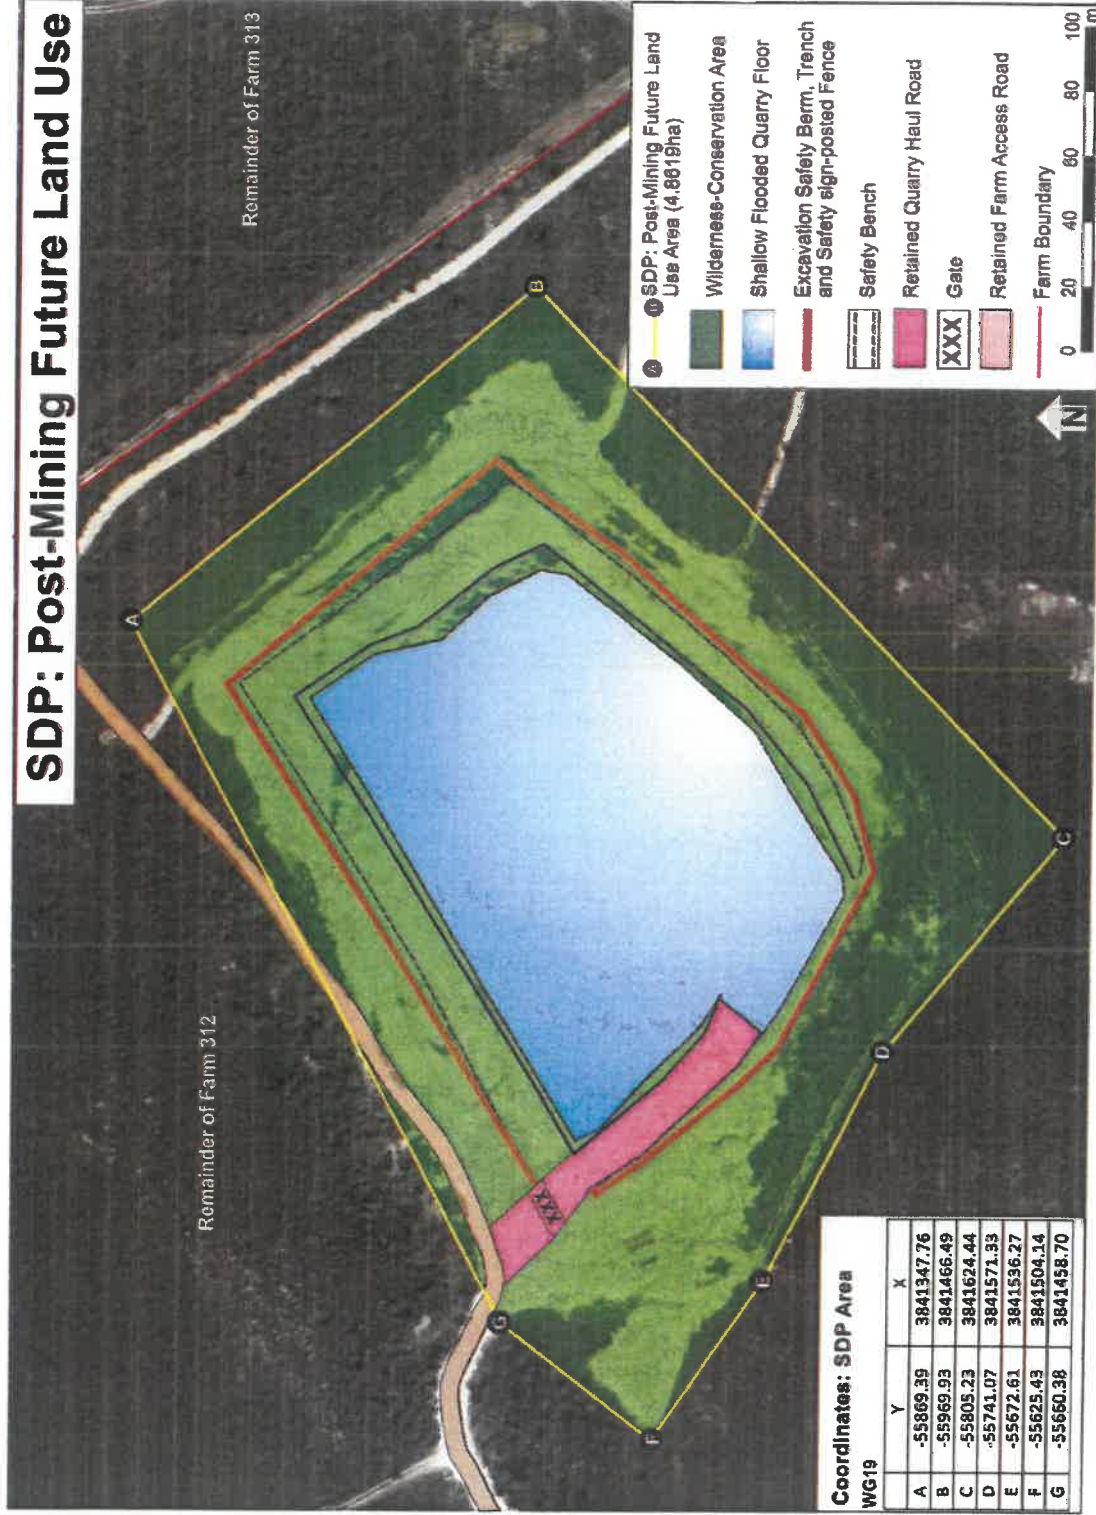 SDP: Post-Mining Future Land Use
Remainder of Farm 313
Remainder of Farm 312
A
B
C
D
E
F
G
XXX
A B SDP: Post-Mining Future Land
Use Area (4.8619ha)
Wilderness-Conservation Area
Shallow Flooded Quarry Floor
Excavation Safety Berm, Trench
and Safety sign-posted Fence
Safety Bench
Retained Quarry Haul Road
XXX Gate
Retained Farm Access Road
Farm Boundary
0 20 40 60 80 100
m
N
Coordinates: SDP Area
WG19
Y X
A -55869.39 3841347.76
B -55969.93 3841466.49
C -55805.23 3841624.44
D -55741.07 3841571.33
E -55672.61 3841536.27
F -55625.43 3841504.14
G -55660.38 3841458.70